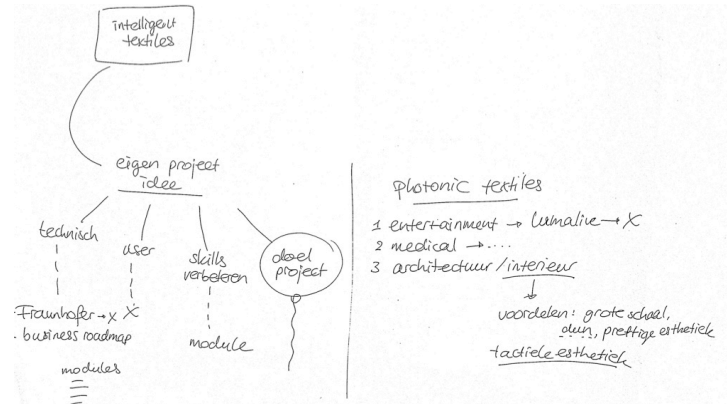 intelligent
textiles
eigen project
idee
technisch
user
skills
verbeteren
doel
project
· Fraunhofer → x
X
. business roadmap
modules
module
photonic textiles
1 entertainment → lumalive → X
2 medical → ....
3 architectuur / interieur
voordelen: grote schaal,
dun, prettige esthetiek
tactiele esthetiek